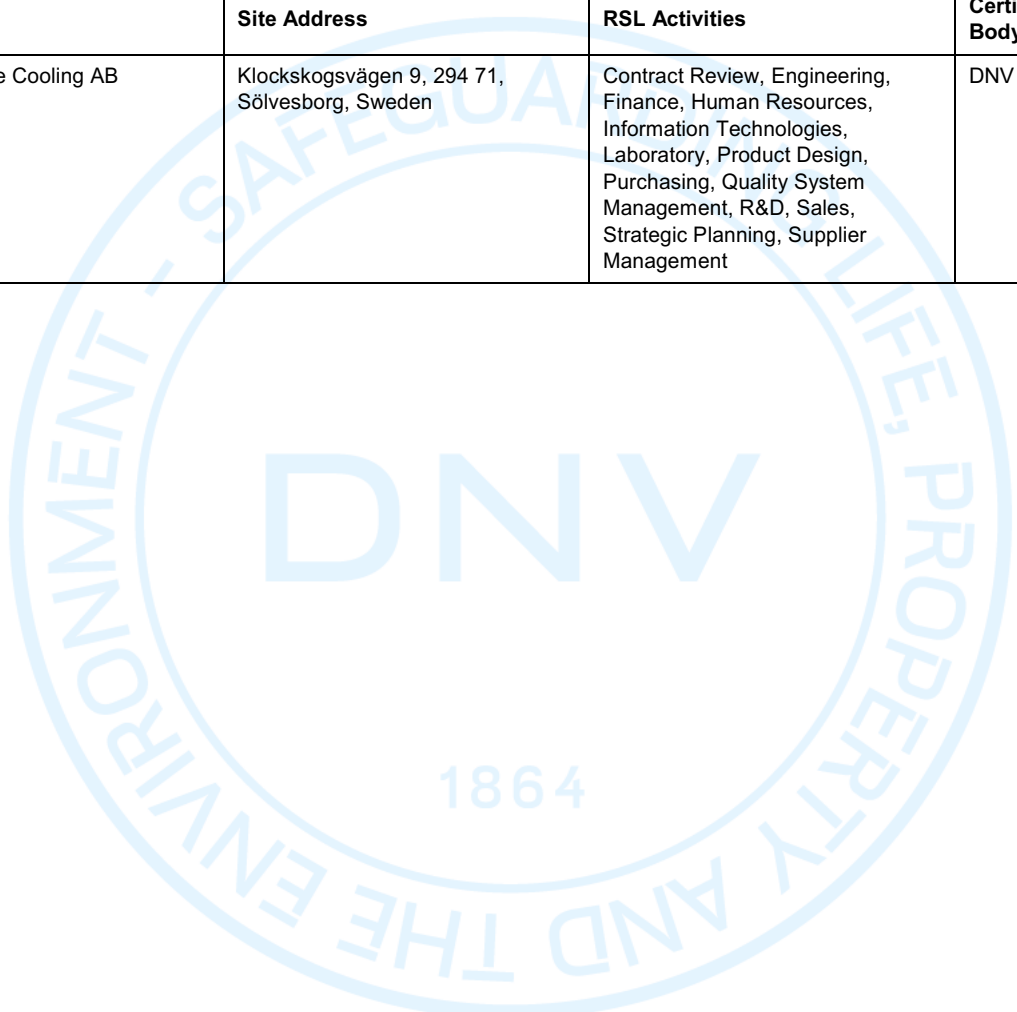 Site Address
RSL Activities
Body
e Cooling AB
Klockskogsvägen 9, 294 71,
Sölvesborg, Sweden
Contract Review, Engineering,
Finance, Human Resources,
Information Technologies,
Laboratory, Product Design,
Purchasing, Quality System
Management, R&D, Sales,
Strategic Planning, Supplier
Management
DNV
SAFEGUARDING LIFE, PROPERTY AND THE ENVIRONMENT –
DNV
1864